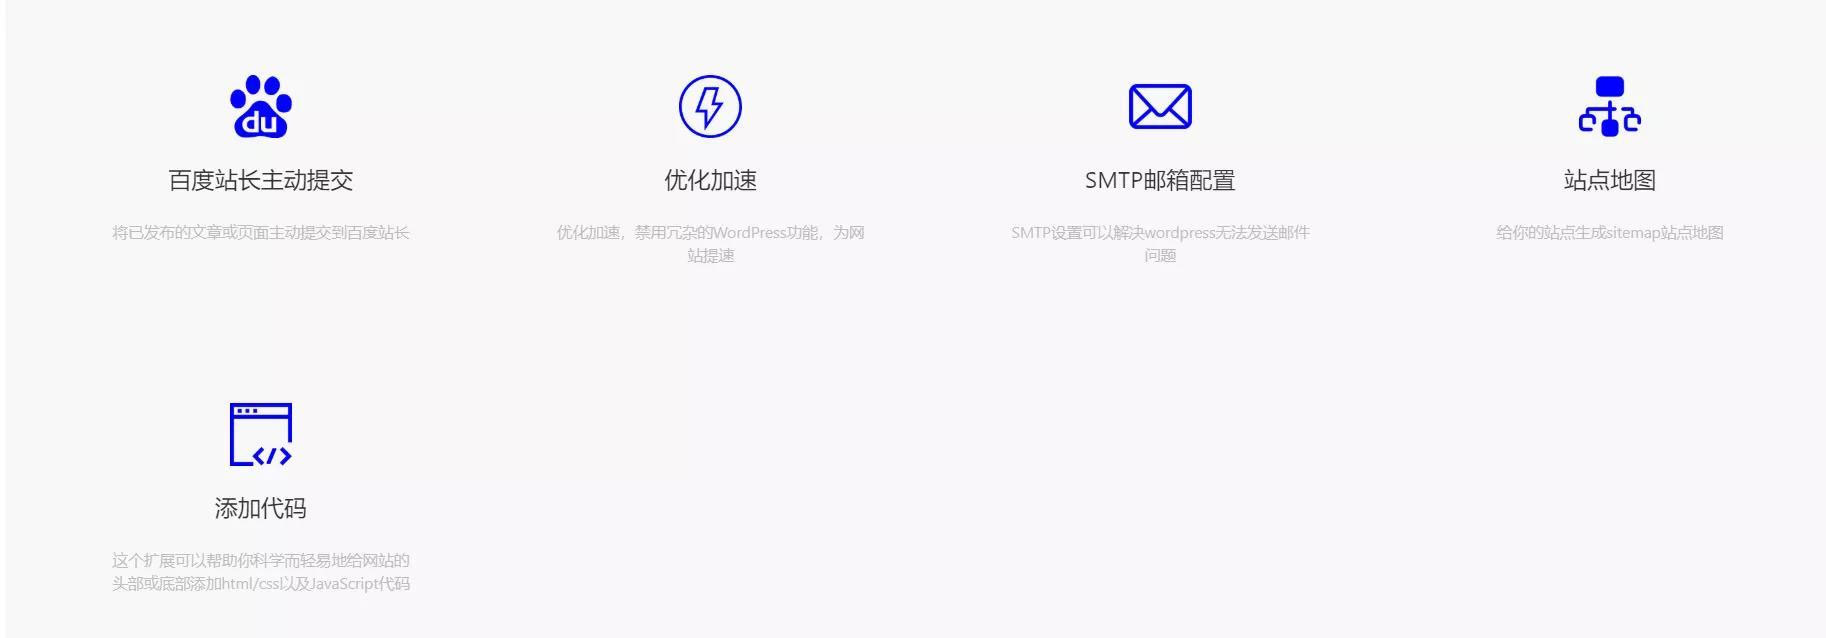 du
百度站长主动提交
将已发布的文章或页面主动提交到百度站长
优化加速
优化加速，禁用冗杂的WordPress功能，为网
站提速
SMTP邮箱配置
SMTP设置可以解决wordpress无法发送邮件
问题
站点地图
给你的站点生成sitemap站点地图
添加代码
这个扩展可以帮助你科学而轻易地给网站的
头部或底部添加html/css以及JavaScript代码